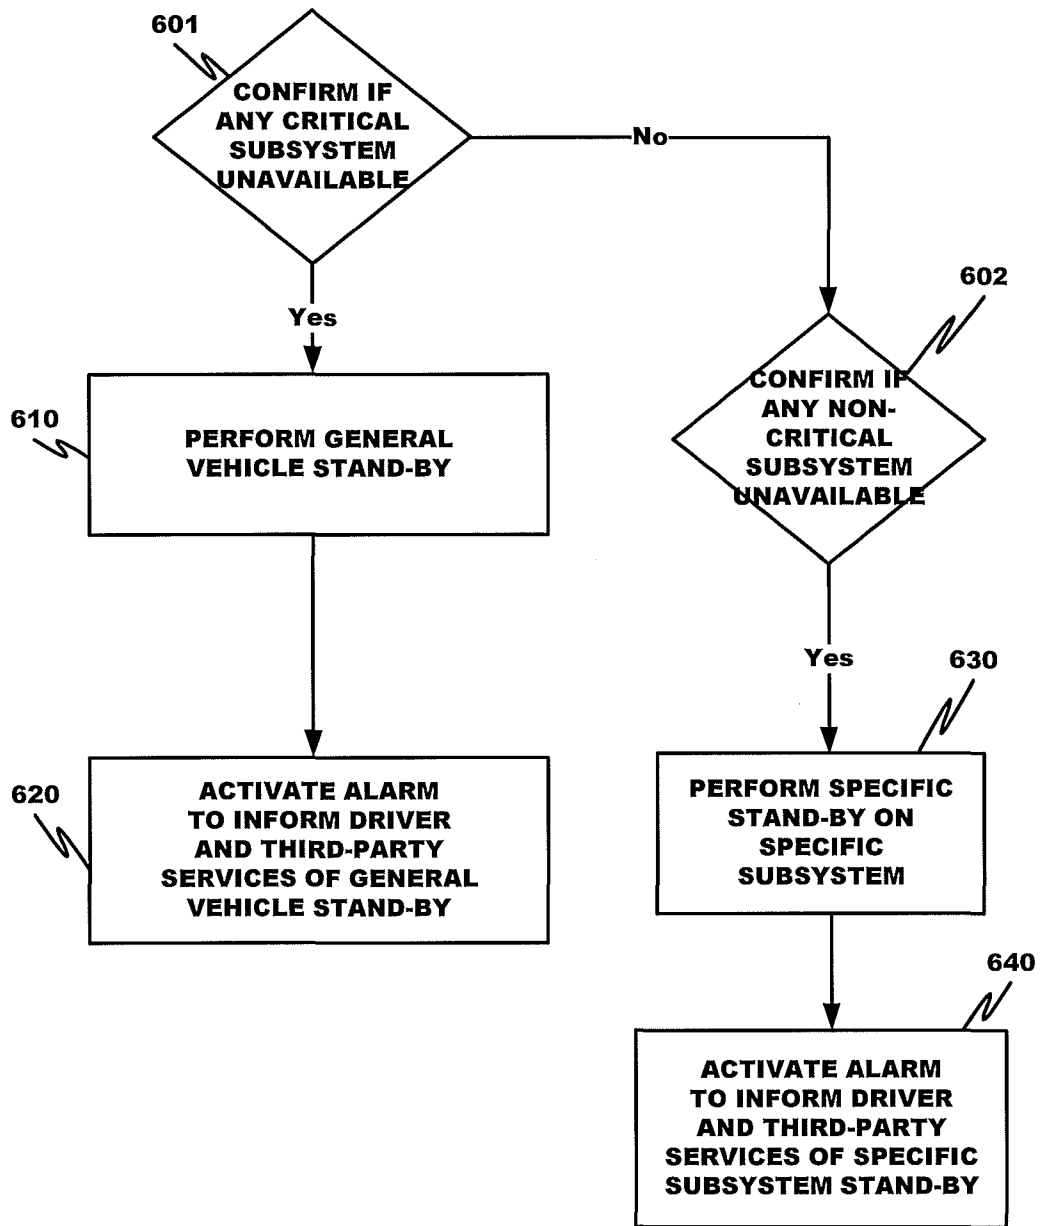 601
CONFIRM IF
ANY CRITICAL
SUBSYSTEM
UNAVAILABLE
No
Yes
602
CONFIRM IF
ANY NON-
CRITICAL
SUBSYSTEM
UNAVAILABLE
610
PERFORM GENERAL
VEHICLE STAND-BY
Yes
630
620
ACTIVATE ALARM
TO INFORM DRIVER
AND THIRD-PARTY
SERVICES OF GENERAL
VEHICLE STAND-BY
PERFORM SPECIFIC
STAND-BY ON
SPECIFIC
SUBSYSTEM
640
ACTIVATE ALARM
TO INFORM DRIVER
AND THIRD-PARTY
SERVICES OF SPECIFIC
SUBSYSTEM STAND-BY